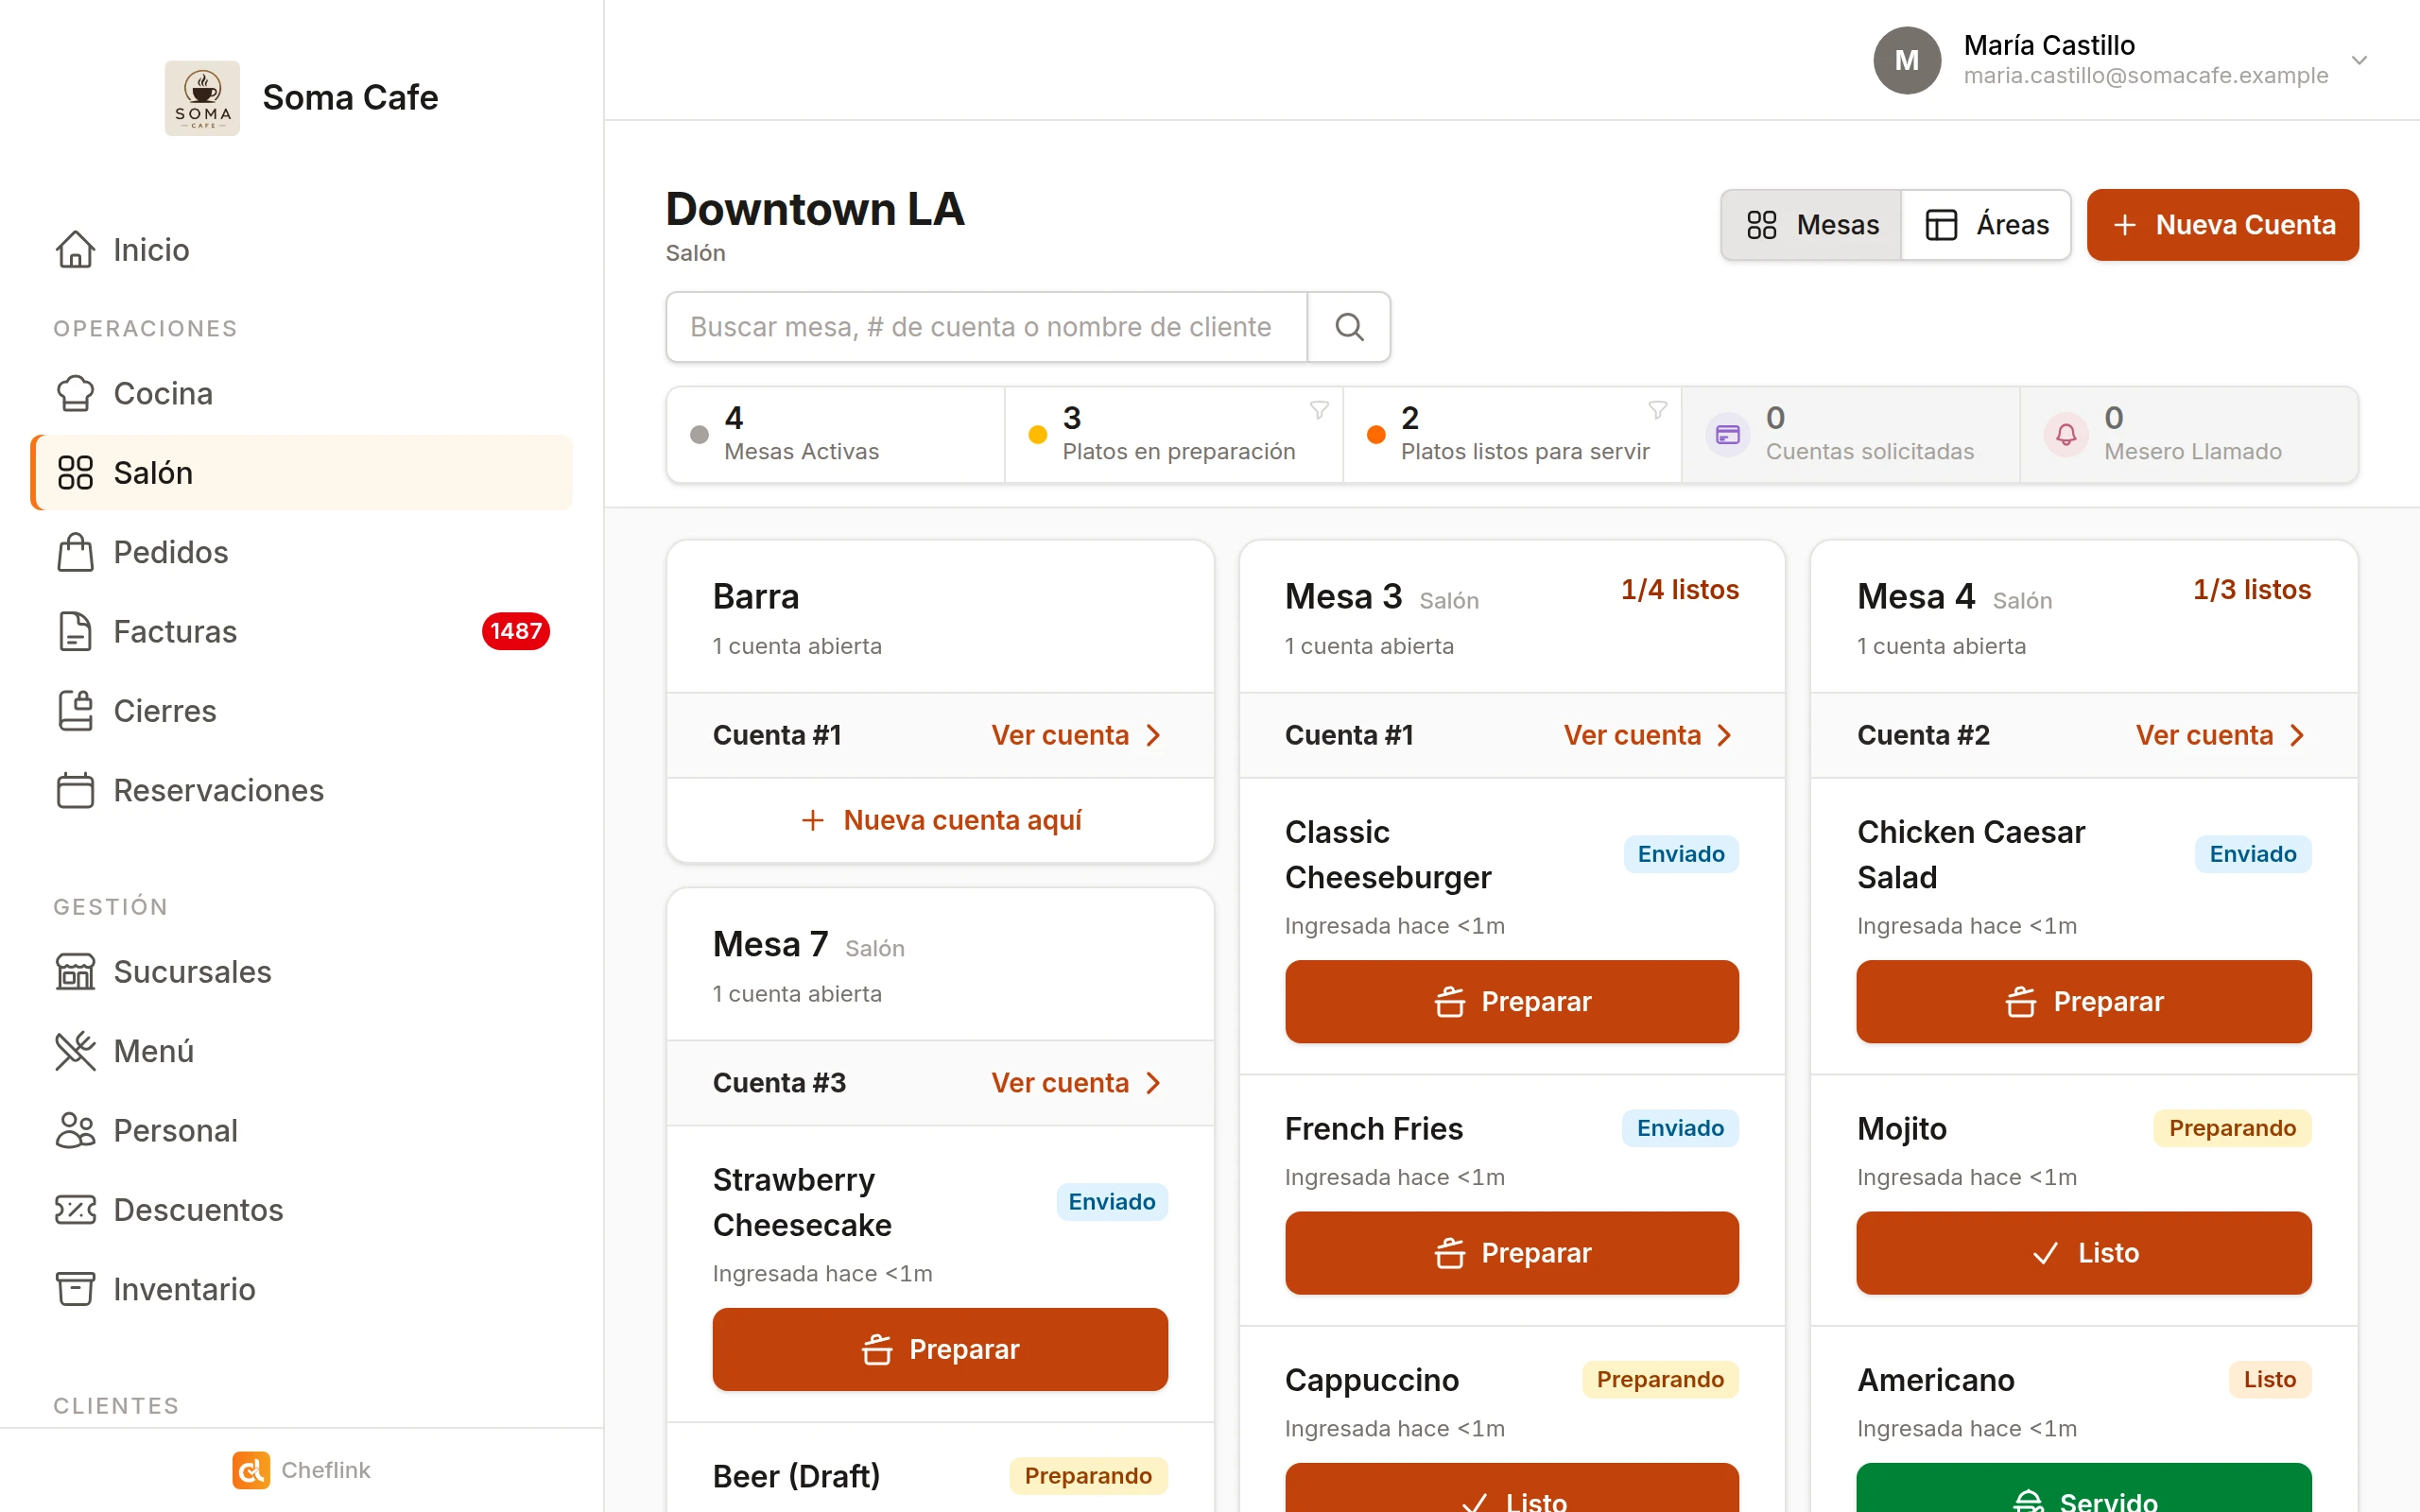 SOMA
CAFE
Soma Cafe
Inicio
OPERACIONES
Cocina
Salón
Pedidos
Facturas
1487
Cierres
Reservaciones
GESTIÓN
Sucursales
Menú
Personal
Descuentos
Inventario
CLIENTES
Cheflink
M
María Castillo
maria.castillo@somacafe.example
Downtown LA
Salón
Mesas
Áreas
Nueva Cuenta
Buscar mesa, # de cuenta o nombre de cliente
4
Mesas Activas
3
Platos en preparación
2
Platos listos para servir
0
Cuentas solicitadas
0
Mesero Llamado
Barra
1 cuenta abierta
Cuenta #1
Ver cuenta
Nueva cuenta aquí
Mesa 7 Salón
1 cuenta abierta
Cuenta #3
Ver cuenta
Strawberry
Cheesecake
Enviado
Ingresada hace <1m
Preparar
Beer (Draft)
Preparando
Mesa 3 Salón
1/4 listos
1 cuenta abierta
Cuenta #1
Ver cuenta
Classic
Cheeseburger
Enviado
Ingresada hace <1m
Preparar
French Fries
Enviado
Ingresada hace <1m
Preparar
Cappuccino
Preparando
Ingresada hace <1m
Listo
Mesa 4 Salón
1/3 listos
1 cuenta abierta
Cuenta #2
Ver cuenta
Chicken Caesar
Salad
Enviado
Ingresada hace <1m
Preparar
Mojito
Preparando
Ingresada hace <1m
Listo
Americano
Listo
Ingresada hace <1m
Servido